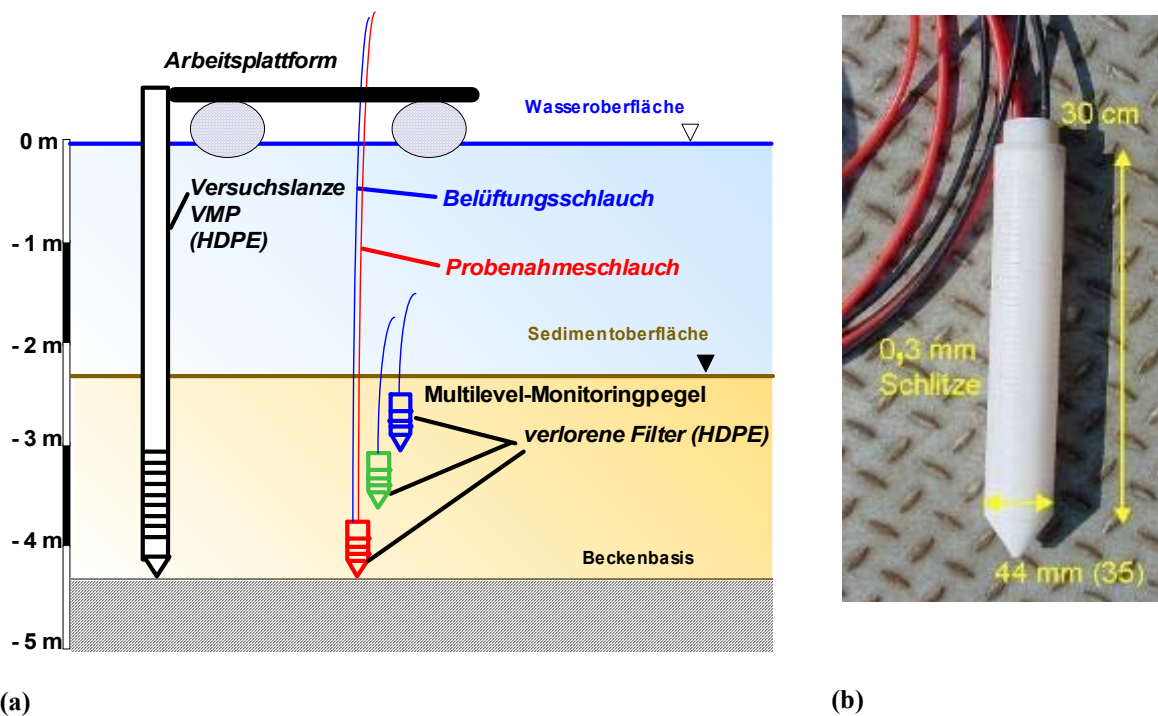 Arbeitsplattform
Wasseroberfläche
0 m
Versuchslanze
VMP
(HDPE)
Belüftungsschlauch
- 1 m
Probenahmeschlauch
- 2 m
Sedimentoberfläche
Multilevel-Monitoringpegel
- 3 m
verlorene Filter (HDPE)
- 4 m
Beckenbasis
- 5 m
(a)
30 cm
0,3 mm
Schlitze
44 mm (35)
(b)